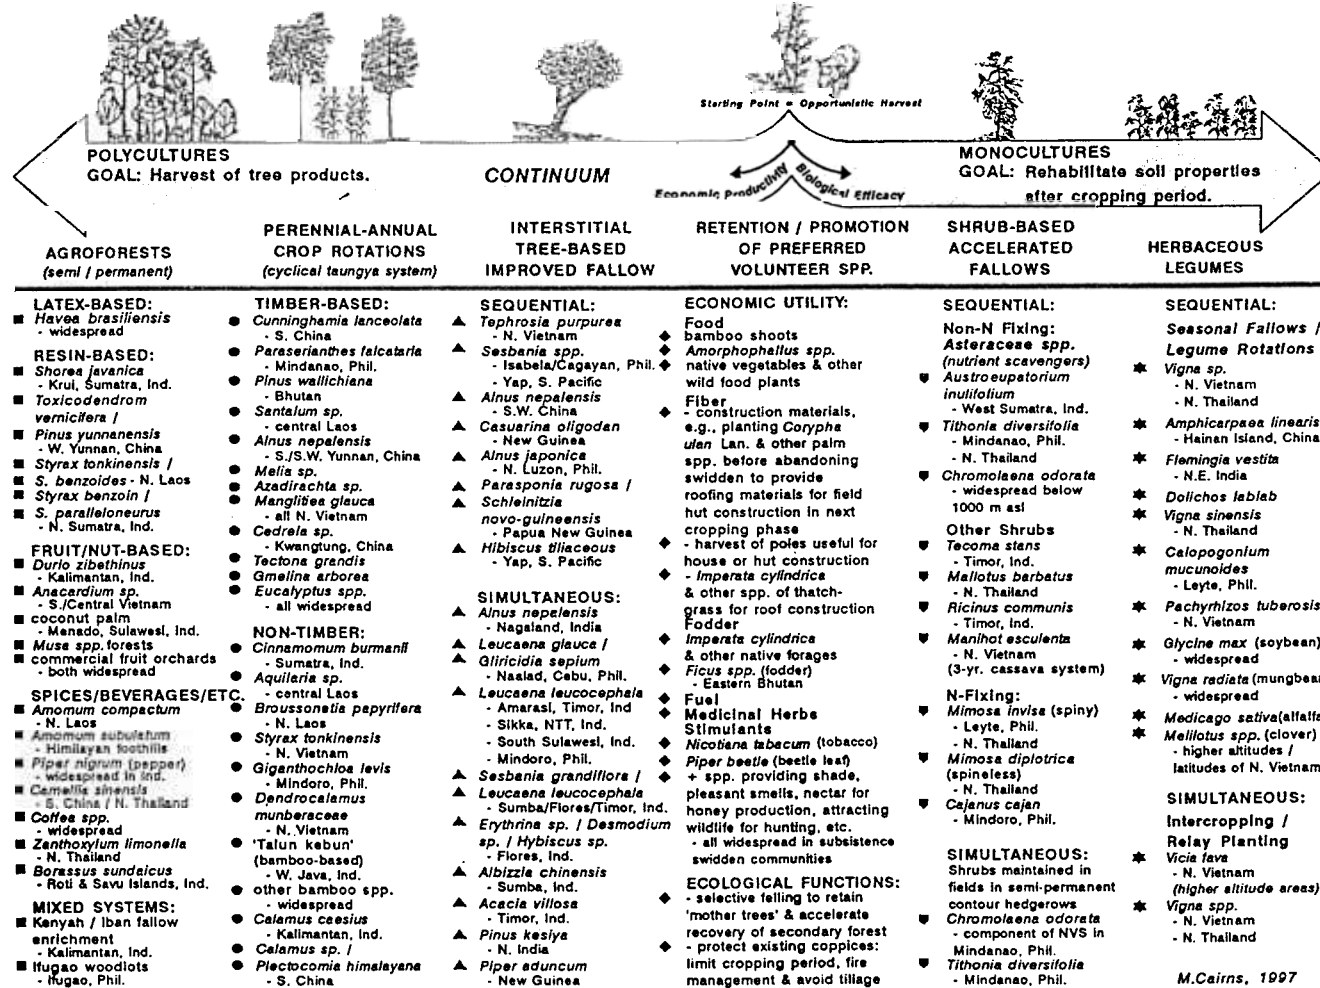 Starting Point = Opportunistic Harvest
POLYCULTURES
GOAL: Harvest of tree products.
CONTINUUM
Economic Productivity
Biological Efficacy
MONOCULTURES
GOAL: Rehabilitate soil properties
after cropping period.
AGROFORESTS
(semi / permanent)
LATEX-BASED:
Havea brasiliensis
- widespread
RESIN-BASED:
Shorea javanica
- Krui, Sumatra, Ind.
Toxicodendrom
vernicifera /
Pinus yunnanensis
- W. Yunnan, China
Styrax tonkinensis /
S. benzoides - N. Laos
Styrax benzoin /
S. paralleloneurus
- N. Sumatra, Ind.
FRUIT/NUT-BASED:
Durio zibethinus
- Kalimantan, Ind.
Anacardium sp.
- S./Central Vietnam
coconut palm
- Menado, Sulawesi, Ind.
Musa spp. forests
commercial fruit orchards
- both widespread
SPICES/BEVERAGES/ETC.
Amomum compactum
- N. Laos
Amomum subulatum
- Himilayan foothills
Piper nigrum (pepper)
- widespread in Ind.
Camellia sinensis
- S. China / N. Thailand
Coffea spp.
- widespread
Zanthoxylum limonella
- N. Thailand
Borassus sundaicus
- Roti & Savu Islands, Ind.
MIXED SYSTEMS:
Kenyah / Iban fallow
enrichment
- Kalimantan, Ind.
Ifugao woodlots
- Ifugao, Phil.
PERENNIAL-ANNUAL
CROP ROTATIONS
(cyclical taungya system)
TIMBER-BASED:
Cunninghamia lanceolata
- S. China
Paraserianthes falcataria
- Mindanao, Phil.
Pinus wallichiana
- Bhutan
Santalum sp.
- central Laos
Alnus nepalensis
- S./S.W. Yunnan, China
Melia sp.
Azadirachta sp.
Manglitiea glauca
- all N. Vietnam
Cedrela sp.
- Kwangtung, China
Tectona grandis
Gmelina arborea
Eucalyptus spp.
- all widespread
NON-TIMBER:
Cinnamomum burmanii
- Sumatra, Ind.
Aquilaria sp.
- central Laos
Broussonetia papyrifera
- N. Laos
Styrax tomkinensis
- N. Vietnam
Giganthochloa levis
- Mindoro, Phil.
Dendrocalamus
munberaceae
- N. Vietnam
'Talun kebun'
(bamboo-based)
- W. Java, Ind.
other bamboo spp.
- widespread
Calamus caesius
- Kalimantan, Ind.
Calamus sp. /
Plectocomia himalayana
- S. China
INTERSTITIAL
TREE-BASED
IMPROVED FALLOW
SEQUENTIAL:
Tephrosia purpurea
- N. Vietnam
Sesbania spp.
- Isabela/Cagayan, Phil.
- Yap, S. Pacific
Alnus nepalensis
- S.W. China
Casuarina oligodan
- New Guinea
Alnus japonica
- N. Luzon, Phil.
Parasponia rugosa /
Schleinitzia
novo-guineensis
- Papua New Guinea
Hibiscus tiliaceous
- Yap, S. Pacific
SIMULTANEOUS:
Alnus nepalensis
- Nagaland, India
Leucaena glauca /
Gliricidia sepium
- Naalad, Cebu, Phil.
Leucaena leucocephala
- Amarasi, Timor, Ind
- Sikka, NTT, Ind.
- South Sulawesi, Ind.
- Mindoro, Phil.
Sesbania grandiflora /
Leucaena leucocephala
- Sumba/Flores/Timor, Ind.
Erythrina sp. / Desmodium
sp. / Hybiscus sp.
- Flores, Ind.
Albizzia chinensis
- Sumba, Ind.
Acacia villosa
- Timor, Ind.
Pinus kesiya
- N. India
Piper aduncum
- New Guinea
RETENTION / PROMOTION
OF PREFERRED
VOLUNTEER SPP.
ECONOMIC UTILITY:
Food
bamboo shoots
Amorphophallus spp.
native vegetables & other
wild food plants
Fiber
- construction materials,
e.g., planting Corypha
utan Lan. & other palm
spp. before abandoning
swidden to provide
roofing materials for field
hut construction in next
cropping phase
- harvest of poles useful for
house or hut construction
- Imperata cylindrica
& other spp. of thatch-
grass for roof construction
Fodder
Imperata cylindrica
& other native forages
Ficus spp. (fodder)
- Eastern Bhutan
Fuel
Medicinal Herbs
Stimulants
Nicotiana tabacum (tobacco)
Piper beetle (beetle leaf)
+ spp. providing shade,
pleasant smells, nectar for
honey production, attracting
wildlife for hunting, etc.
- all widespread in subsistence
swidden communities
ECOLOGICAL FUNCTIONS:
- selective felling to retain
'mother trees' & accelerate
recovery of secondary forest
- protect existing coppices:
limit cropping period, fire
management & avoid tillage
SHRUB-BASED
ACCELERATED
FALLOWS
SEQUENTIAL:
Non-N Fixing:
Asteraceae spp.
(nutrient scavengers)
Austroeupatorium
inulifolium
- West Sumatra, Ind.
Tithonia diversifolia
- Mindanao, Phil.
- N. Thailand
Chromolaena odorata
- widespread below
1000 m asl
Other Shrubs
Tecoma stans
- Timor, Ind.
Mallotus barbatus
- N. Thailand
Ricinus communis
- Timor, Ind.
Manihot esculenta
- N. Vietnam
(3-yr. cassava system)
N-Fixing:
Mimosa invisa (spiny)
- Leyte, Phil.
- N. Thailand
Mimosa diplotrica
(spineless)
- N. Thailand
Cajanus cajan
- Mindoro, Phil.
SIMULTANEOUS:
Shrubs maintained in
fields in semi-permanent
contour hedgerows
Chromolaena odorata
- component of NVS in
Mindanao, Phil.
Tithonia diversifolia
- Mindanao, Phil.
HERBACEOUS
LEGUMES
SEQUENTIAL:
Seasonal Fallows /
Legume Rotations
Vigna sp.
- N. Vietnam
- N. Thailand
Amphicarpaea linearis
- Hainan Island, China
Flemingia vestita
- N.E. India
Dolichos lablab
Vigna sinensis
- N. Thailand
Calopogonium
mucunoides
- Leyte, Phil.
Pachyrhizos tuberosis
- N. Vietnam
Glycine max (soybean)
- widespread
Vigna radiata (mungbean
- widespread
Medicago sativa (alfalfa
Melilotus spp. (clover)
- higher altitudes /
latitudes of N. Vietnam
SIMULTANEOUS:
Intercropping /
Relay Planting
Vicia fava
- N. Vietnam
(higher altitude areas)
Vigna spp.
- N. Vietnam
- N. Thailand
M.Cairns, 1997